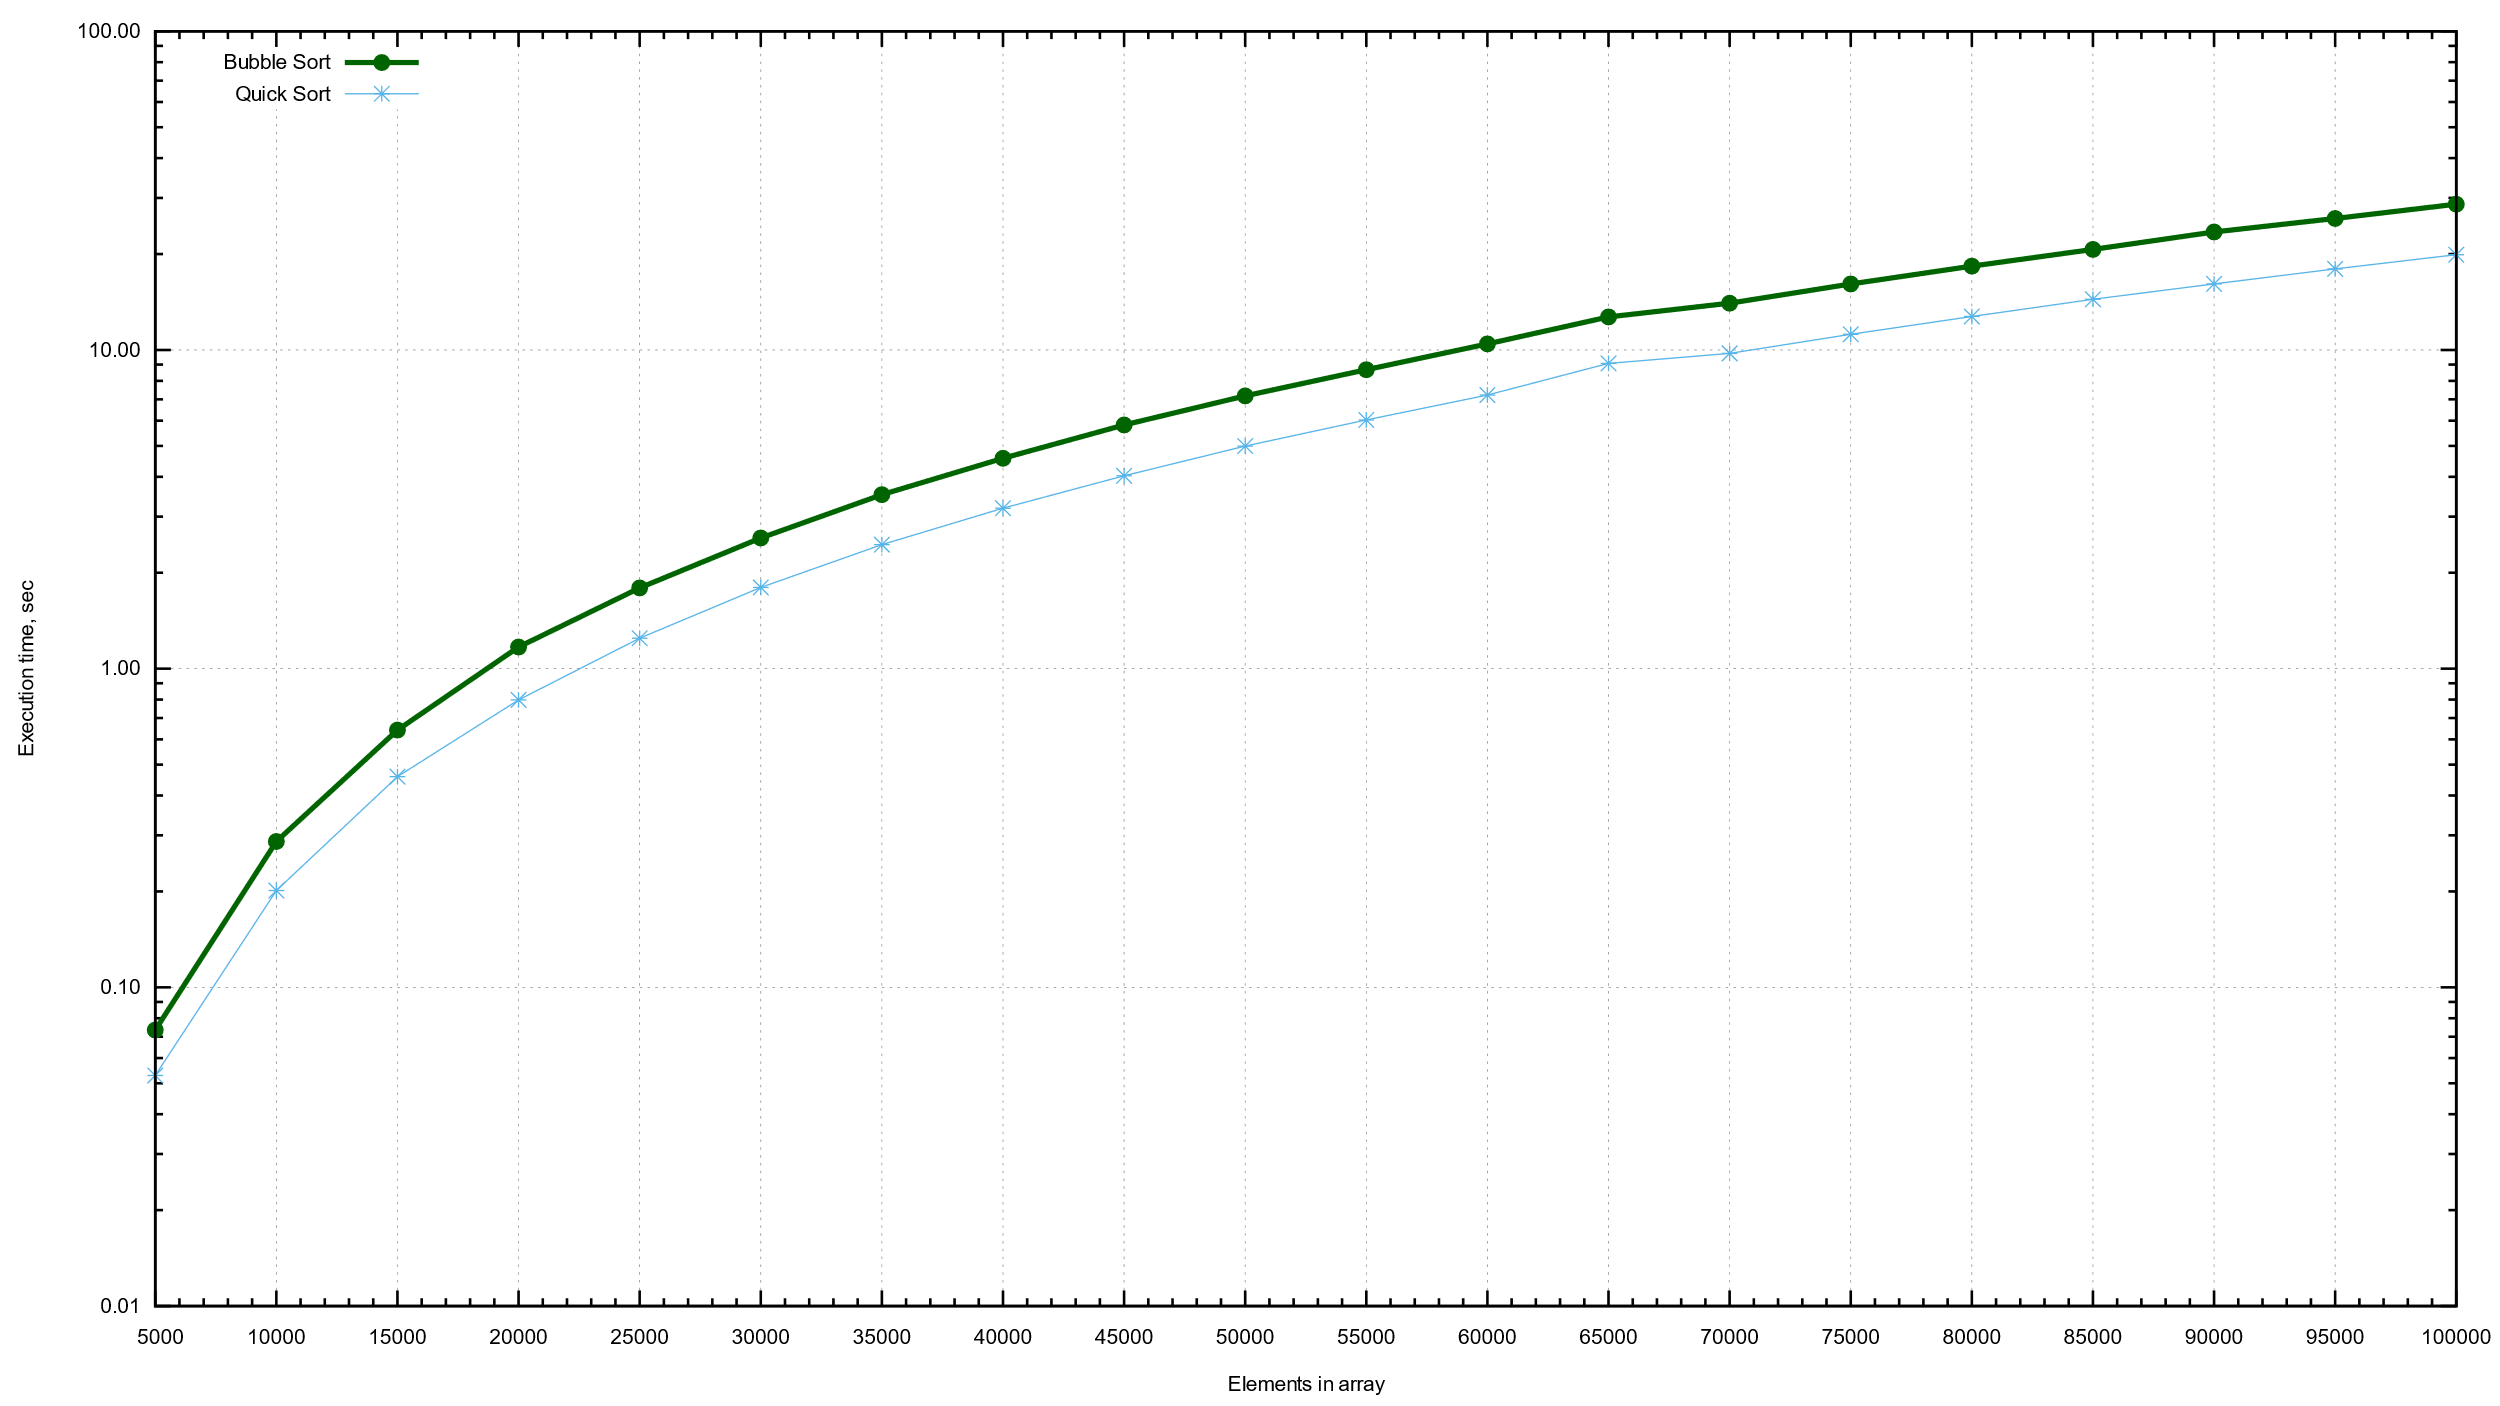 100.00
Bubble Sort
Quick Sort
10.00
1.00
0.10
0.01
Execution time, sec
5000 10000 15000 20000 25000 30000 35000 40000 45000 50000 55000 60000 65000 70000 75000 80000 85000 90000 95000 100000
Elements in array